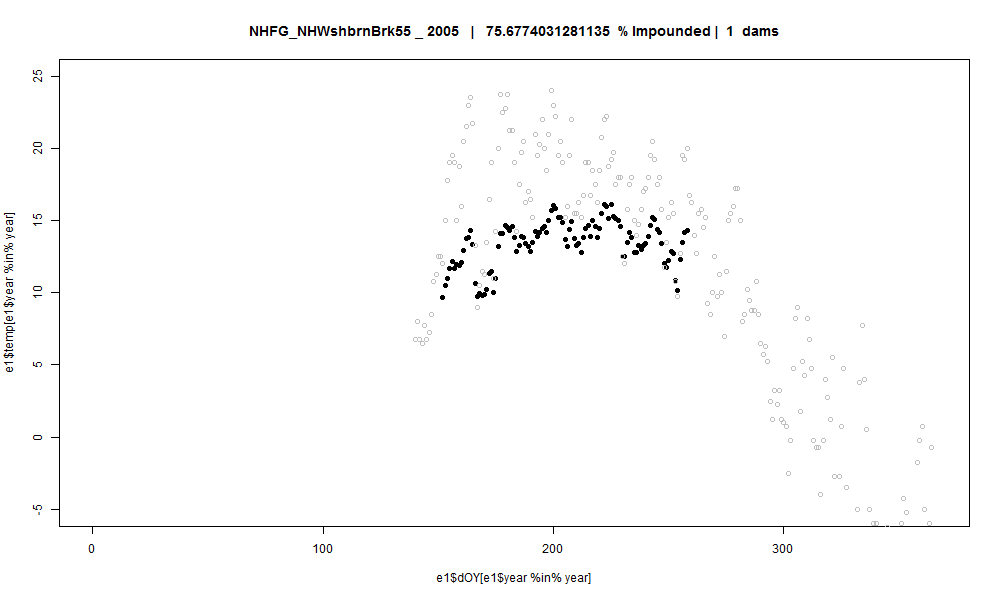 NHFG_NHWshbrnBrk55 _ 2005 | 75.6774031281135 % Impounded | 1 dams
25
20
15
10
5
0
-5
e1$temp[e1$year %in% year]
0 100 200 300
e1$dOY[e1$year %in% year]